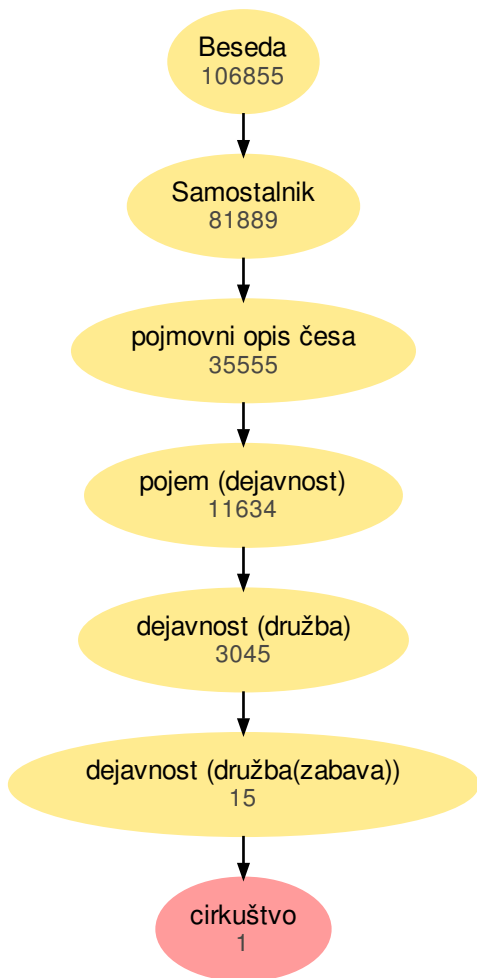 Beseda
106855
Samostalnik
81889
pojmovni opis česa
35555
pojem (dejavnost)
11634
dejavnost (družba)
3045
dejavnost (družba(zabava))
15
cirkuštvo
1